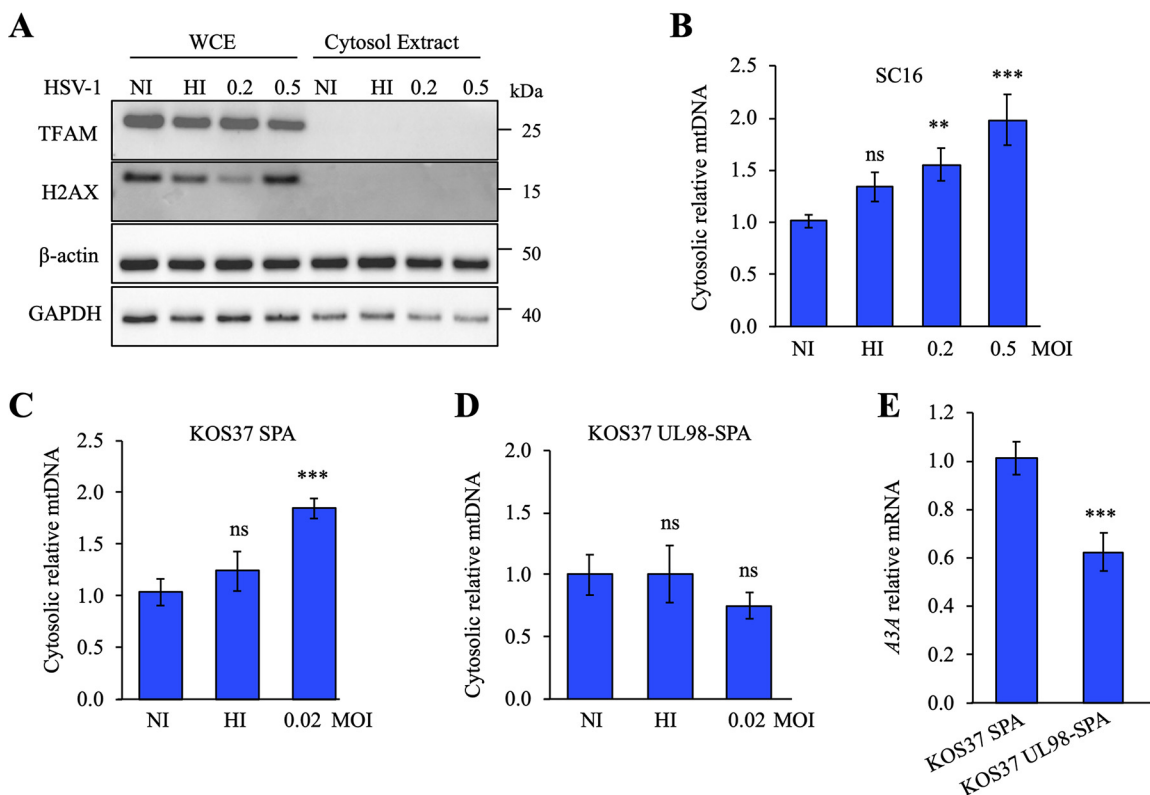 A
WCE Cytosol Extract
HSV-1 NI HI 0.2 0.5 NI HI 0.2 0.5 kDa
TFAM 25
H2AX 15
β-actin 50
GAPDH 40
B
SC16
Cytosolic relative mtDNA
2.5
2.0
1.5
1.0
0.5
0.0
ns
**
***
NI HI 0.2 0.5 MOI
C
KOS37 SPA
Cytosolic relative mtDNA
2.5
2.0
1.5
1.0
0.5
0.0
ns
***
NI HI 0.02 MOI
D
KOS37 UL98-SPA
Cytosolic relative mtDNA
2.0
1.5
1.0
0.5
0.0
ns
ns
NI HI 0.02 MOI
E
A3A relative mRNA
1.2
1.0
0.8
0.6
0.4
0.2
0.0
***
KOS37 SPA
KOS37 UL98-SPA